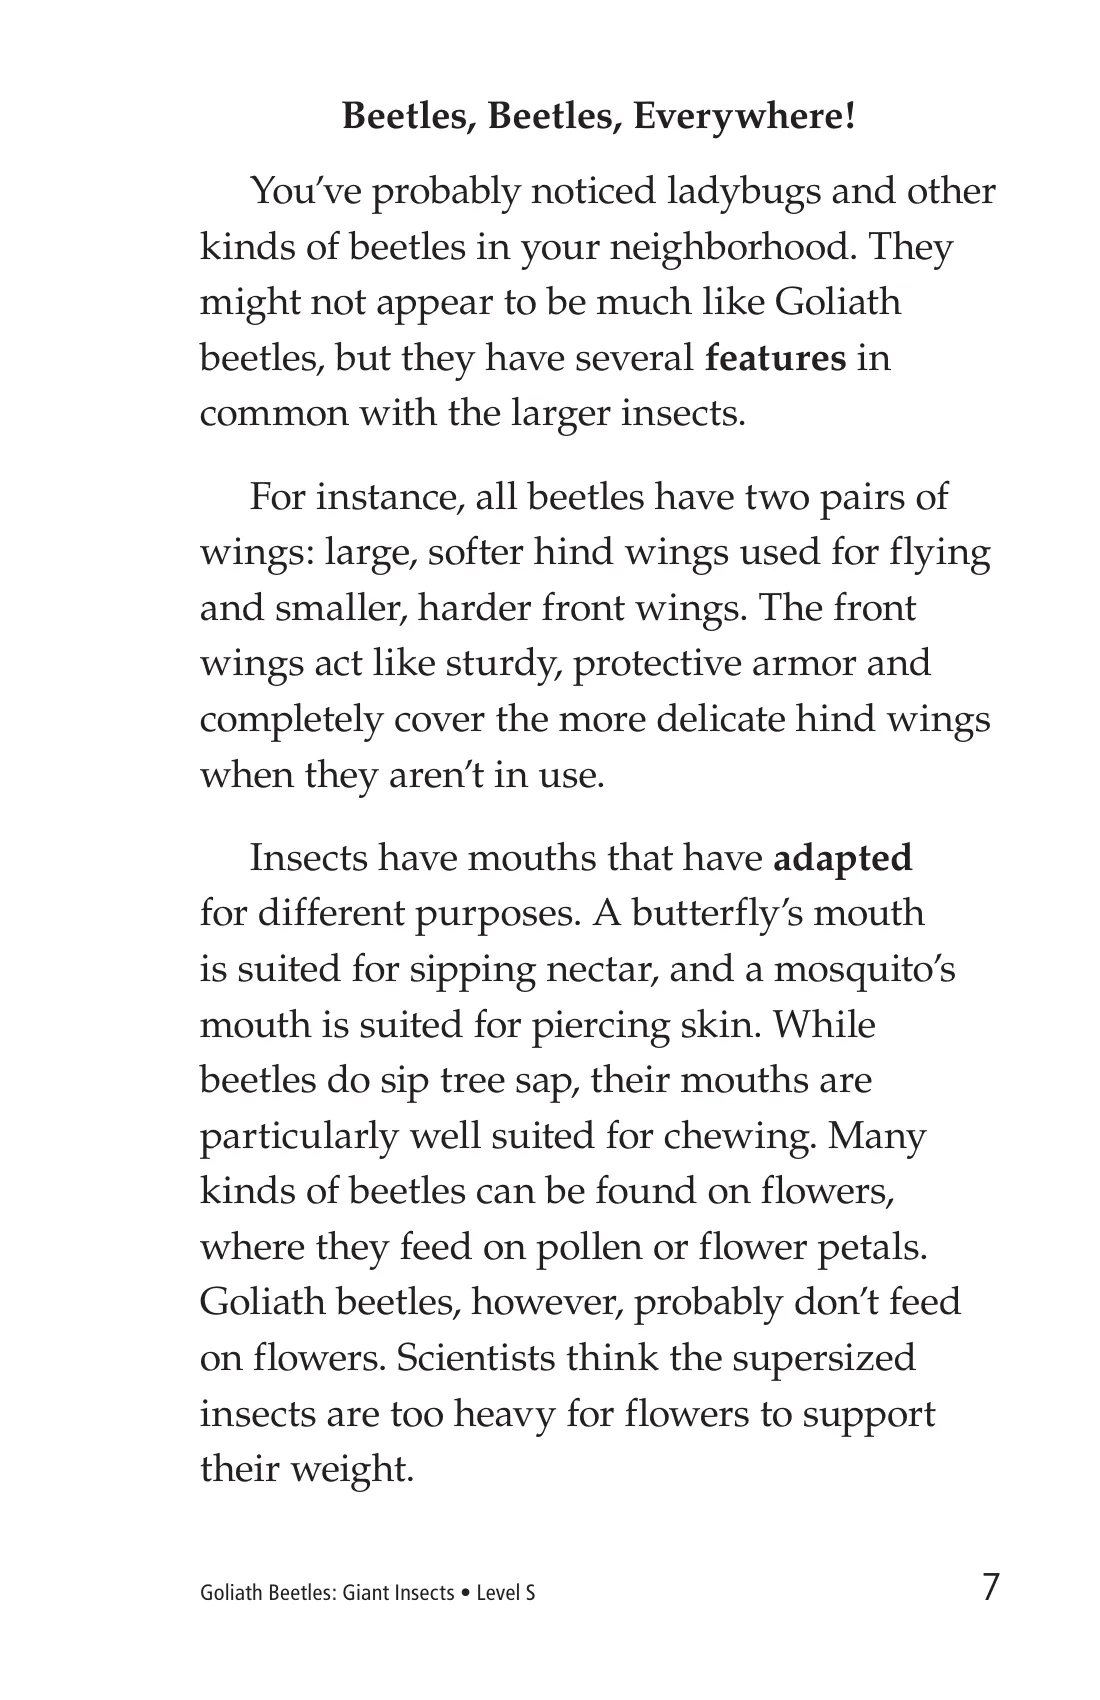 Beetles, Beetles, Everywhere!
You’ve probably noticed ladybugs and other
kinds of beetles in your neighborhood. They
might not appear to be much like Goliath
beetles, but they have several features in
common with the larger insects.
For instance, all beetles have two pairs of
wings: large, softer hind wings used for flying
and smaller, harder front wings. The front
wings act like sturdy, protective armor and
completely cover the more delicate hind wings
when they aren’t in use.
Insects have mouths that have adapted
for different purposes. A butterfly’s mouth
is suited for sipping nectar, and a mosquito’s
mouth is suited for piercing skin. While
beetles do sip tree sap, their mouths are
particularly well suited for chewing. Many
kinds of beetles can be found on flowers,
where they feed on pollen or flower petals.
Goliath beetles, however, probably don’t feed
on flowers. Scientists think the supersized
insects are too heavy for flowers to support
their weight.
Goliath Beetles: Giant Insects • Level S 7